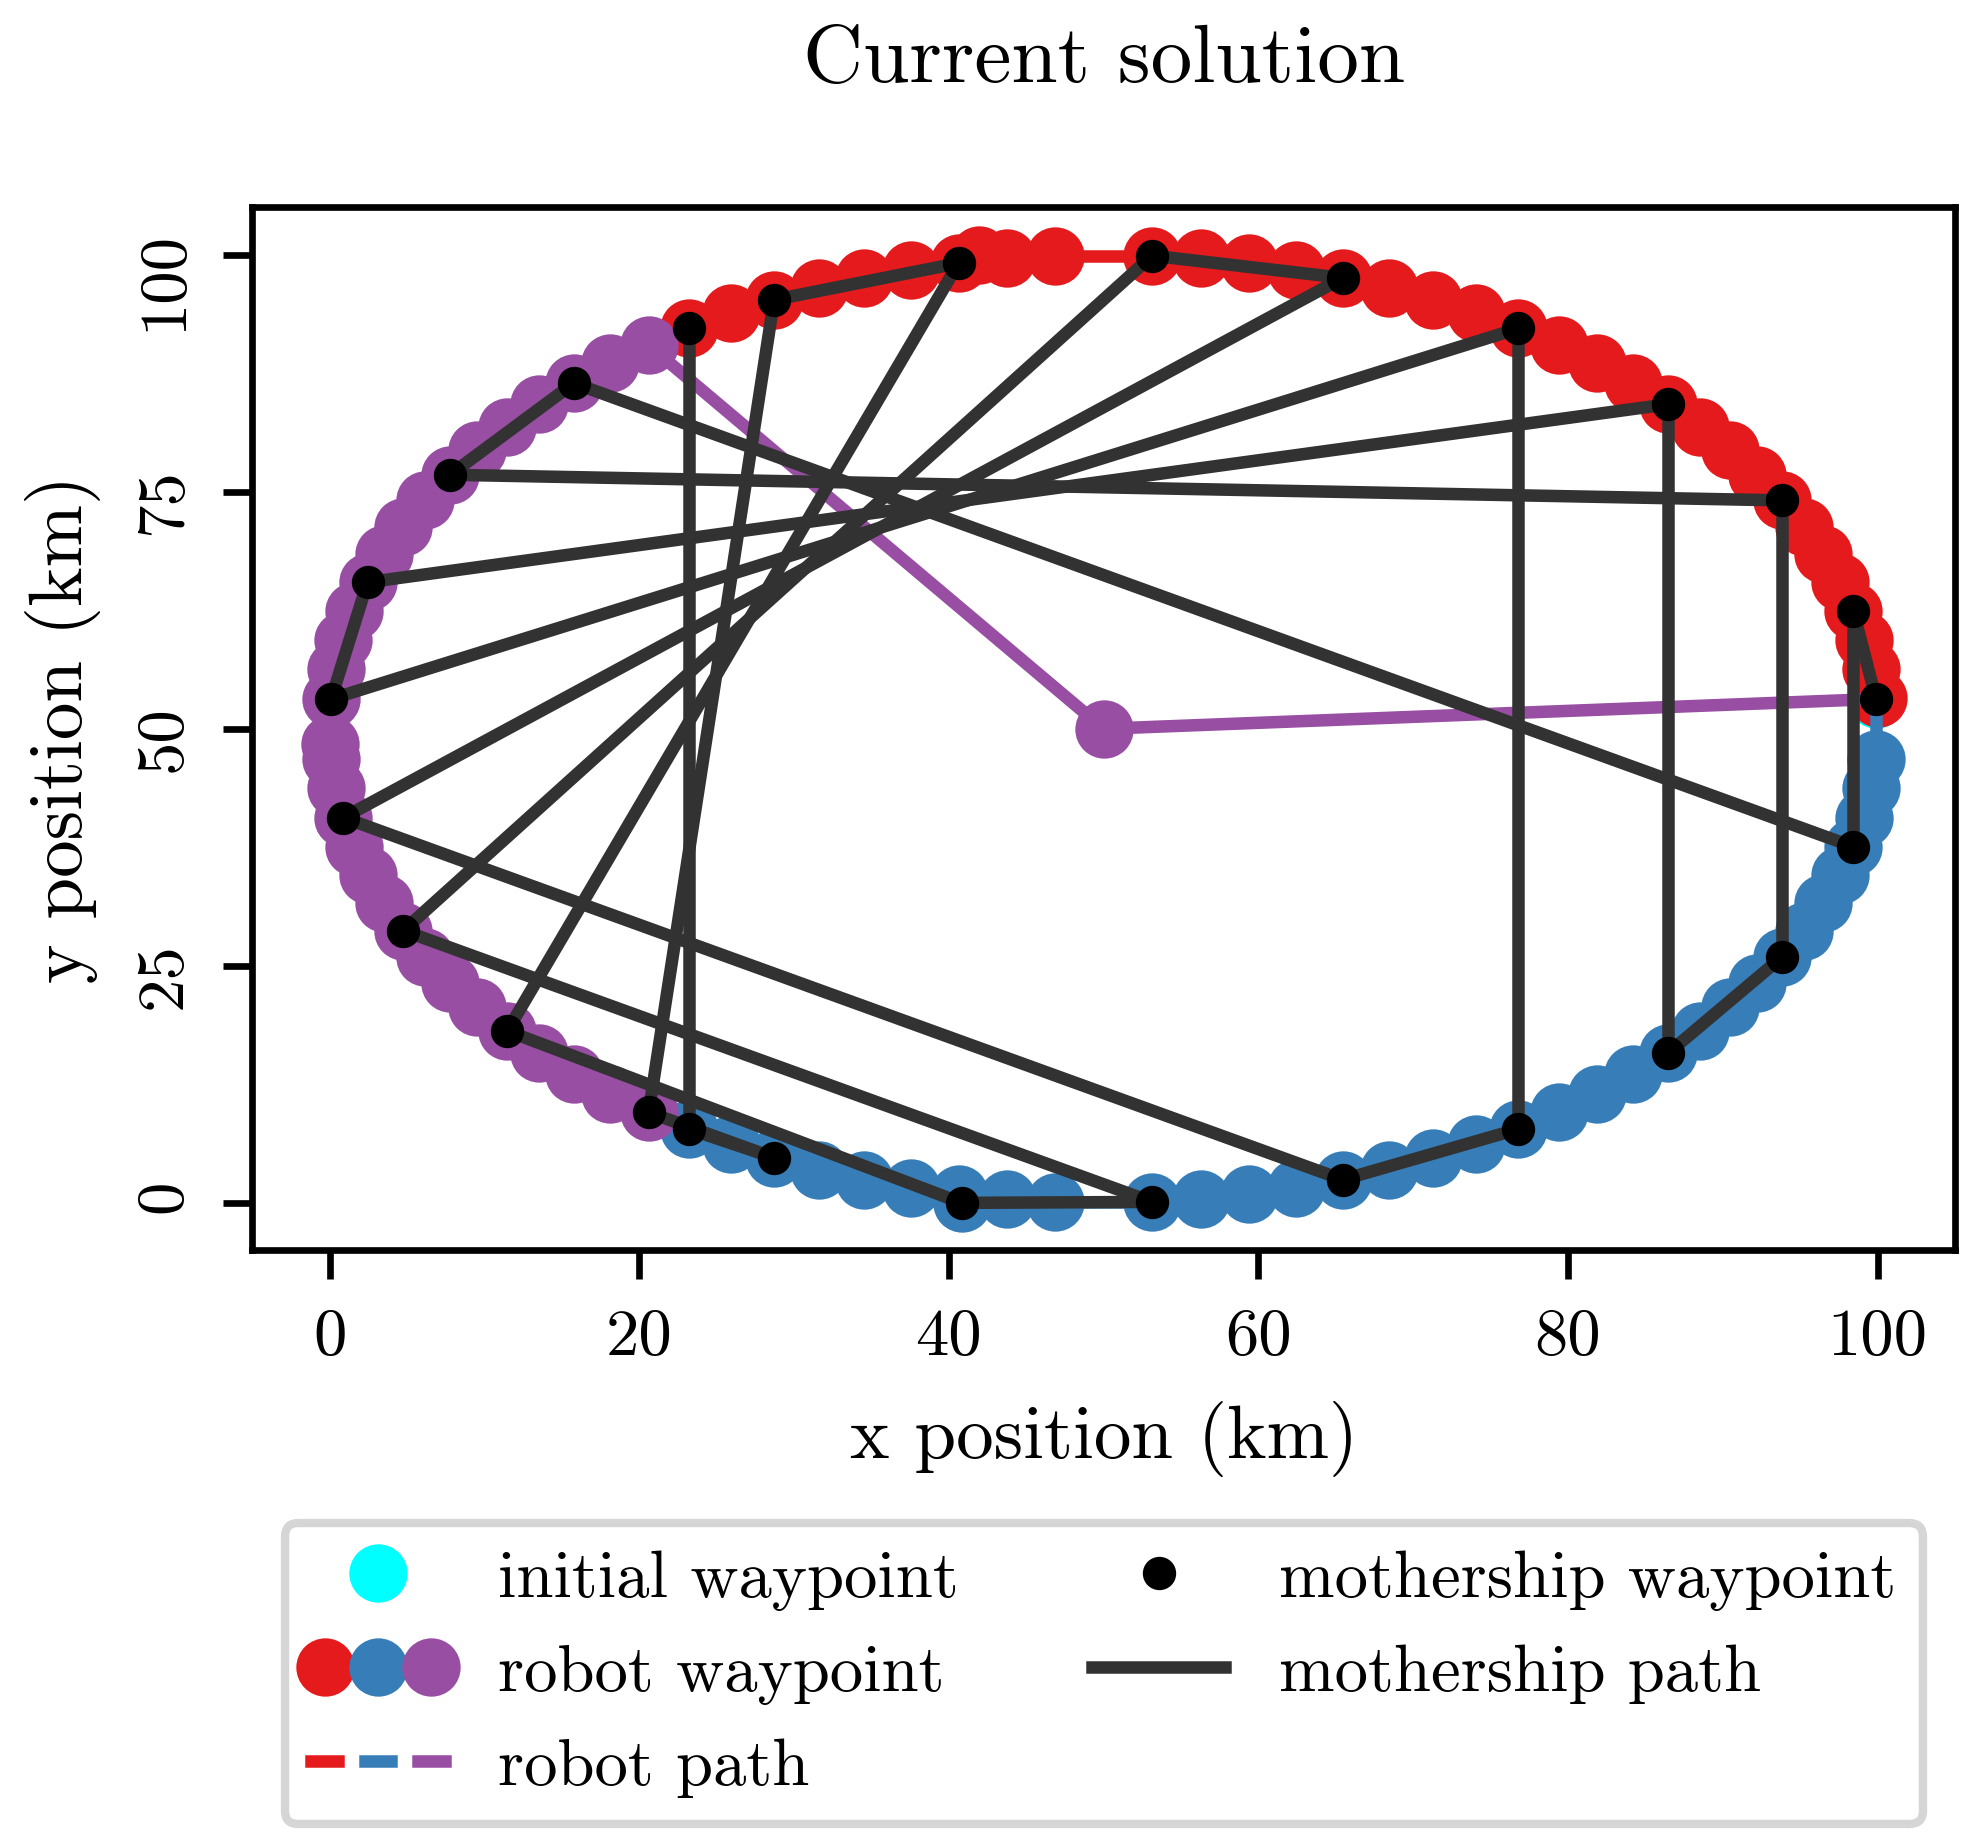 Current solution
y position (km)
100
75
50
25
0
0 20 40 60 80 100
x position (km)
initial waypoint
robot waypoint
robot path
mothership waypoint
mothership path